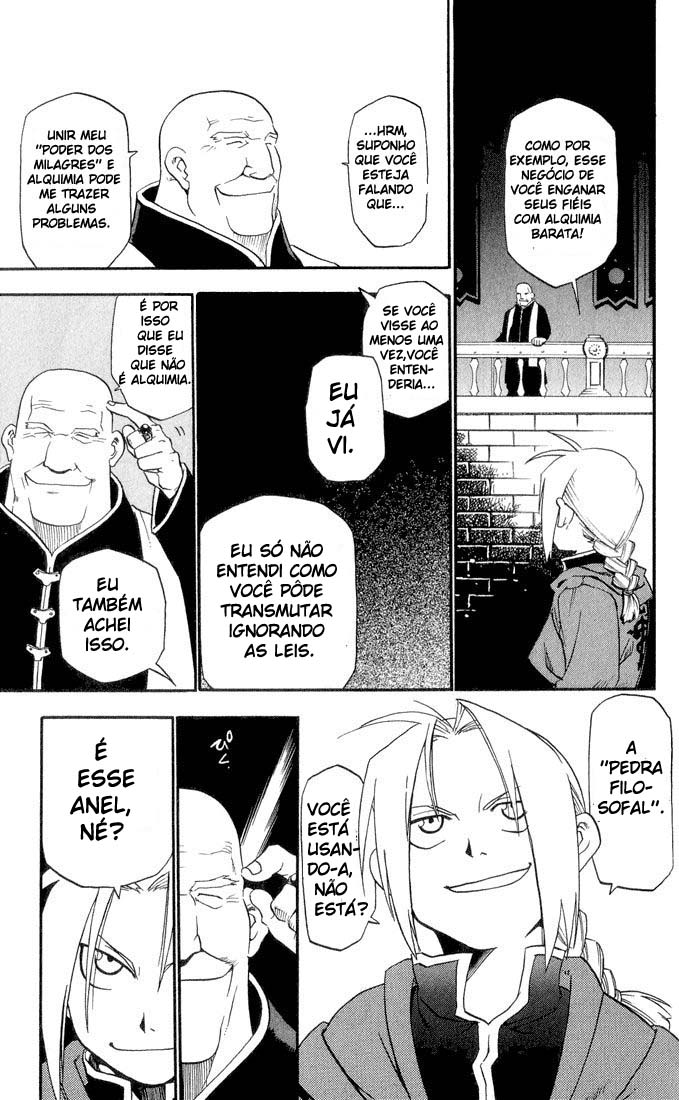 COMO POR
EXEMPLO, ESSE
NEGÓCIO DE
VOCÊ ENGANAR
SEUS FIÉIS
COM ALQUIMIA
BARATA!
...HRM,
SUPONHO
QUE VOCÊ
ESTEJA
FALANDO
QUE...
UNIR MEU
"PODER DOS
MILAGRES" E
ALQUIMIA PODE
ME TRAZER
ALGUNS
PROBLEMAS.
SE VOCÊ
VISSE AO
MENOS UMA
VEZ,VOCÊ
ENTEN-
DERIA...
EU
JÁ
VI.
EU SÓ NÃO
ENTENDI COMO
VOCÊ PÔDE
TRANSMUTAR
IGNORANDO
AS LEIS.
É POR
ISSO
QUE EU
DISSE
QUE NÃO
É ALQUIMIA.
EU
TAMBÉM
ACHEI
ISSO.
A
"PEDRA
FILO-
SOFAL".
VOCÊ
ESTÁ
USAN-
DO-A,
NÃO
ESTÁ?
ぴく
É
ESSE
ANEL,
NÉ?